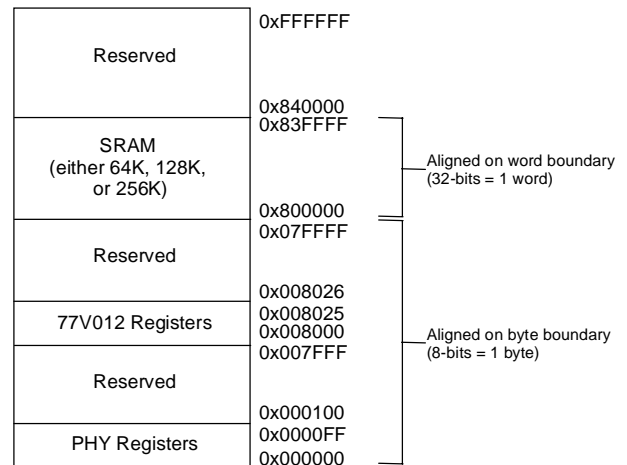 0xFFFFFF
Reserved
0x840000
0x83FFFF
SRAM
(either 64K, 128K,
or 256K)
Aligned on word boundary
(32-bits = 1 word)
0x800000
0x07FFFF
Reserved
0x008026
0x008025
77V012 Registers
0x008000
0x007FFF
Aligned on byte boundary
(8-bits = 1 byte)
Reserved
0x000100
0x0000FF
PHY Registers
0x000000